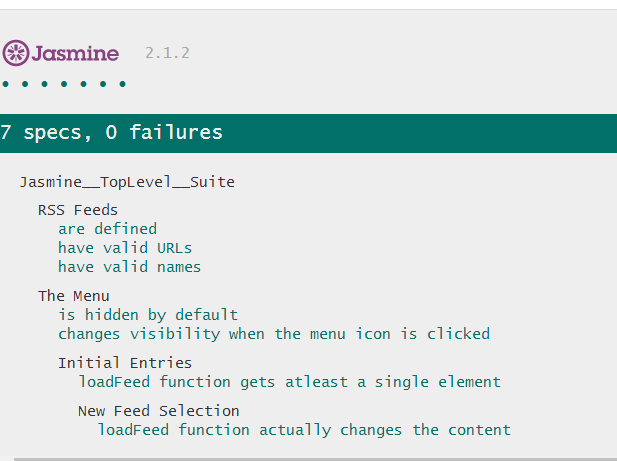 Jasmine 2.1.2
• • • • • • •
7 specs, 0 failures
Jasmine__TopLevel__Suite
RSS Feeds
are defined
have valid URLs
have valid names
The Menu
is hidden by default
changes visibility when the menu icon is clicked
Initial Entries
loadFeed function gets atleast a single element
New Feed Selection
loadFeed function actually changes the content